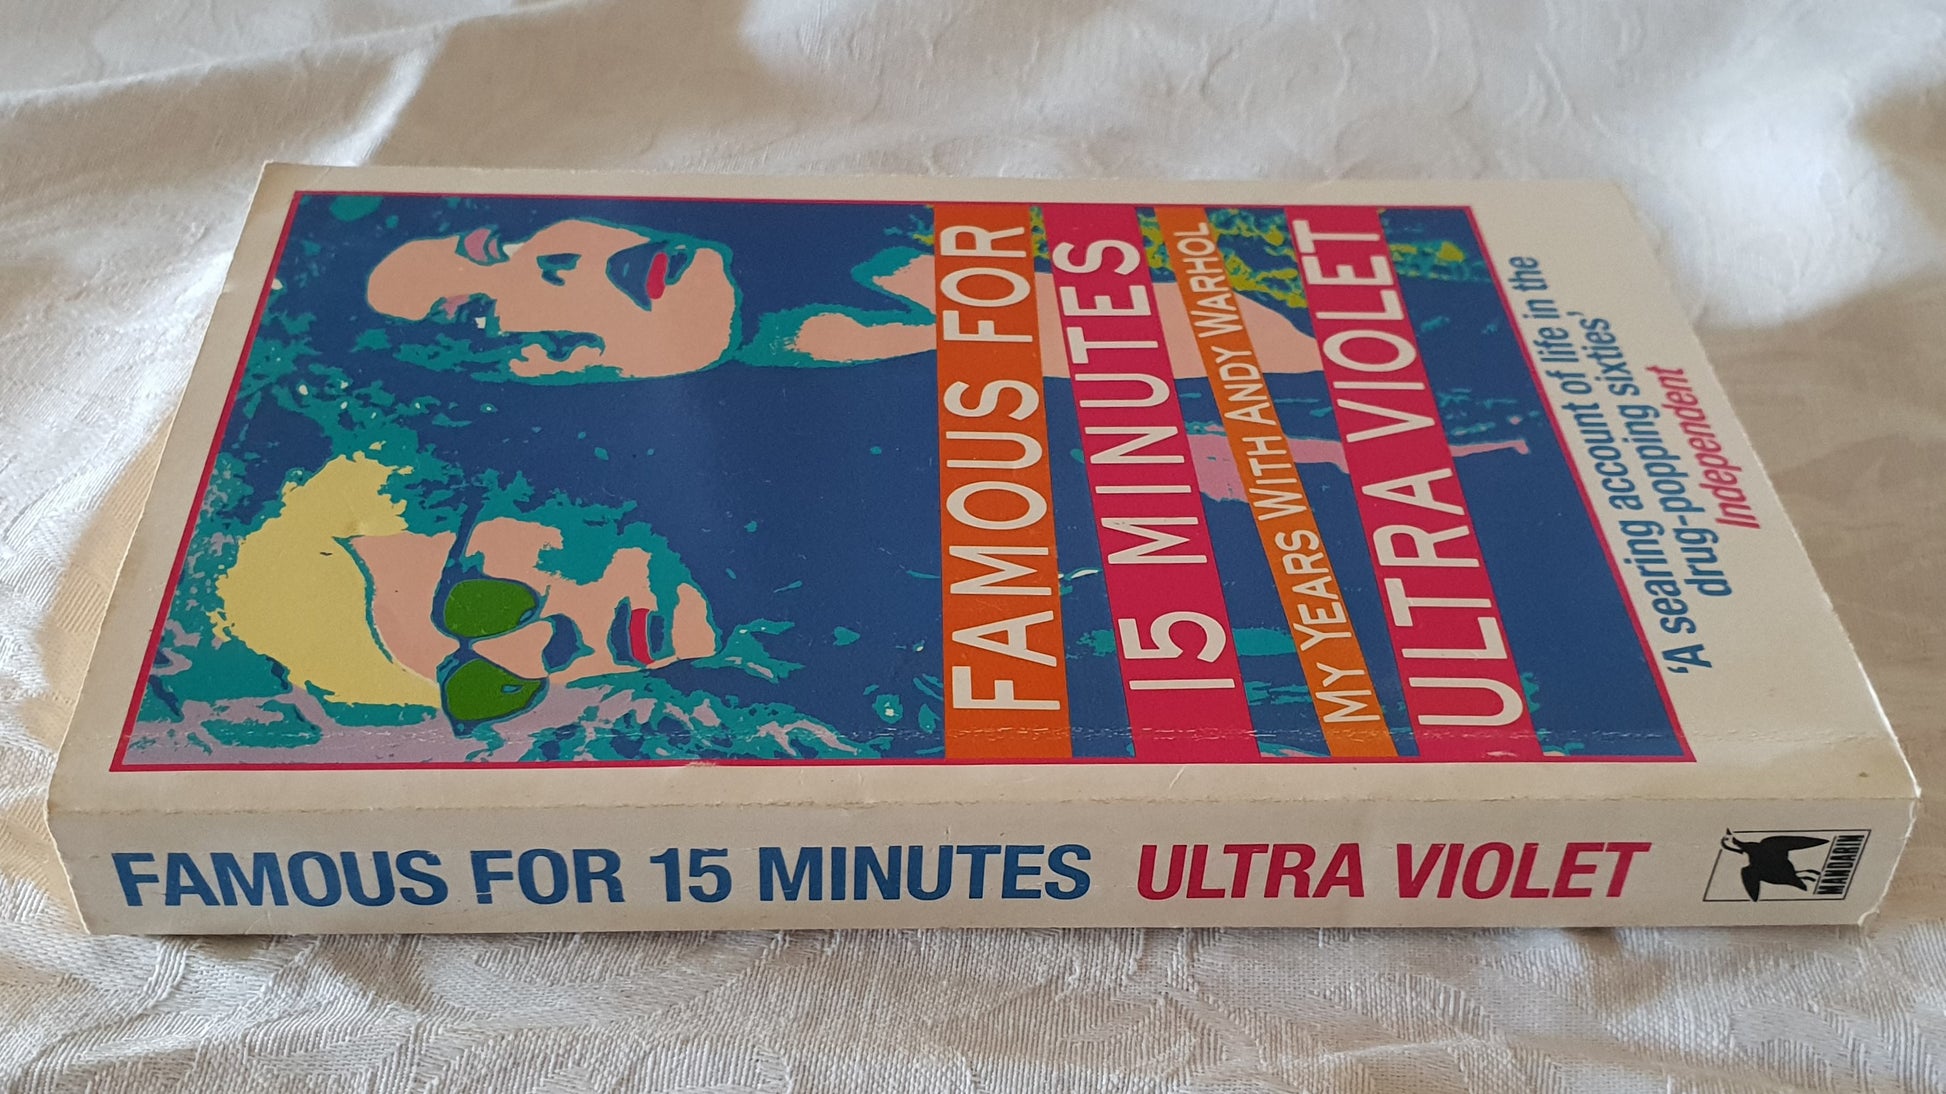 FAMOUS FOR
15 MINUTES
MY YEARS WITH ANDY WARHOL
ULTRA VIOLET
'A searing account of life in the
drug-popping sixties'
Independent
FAMOUS FOR 15 MINUTES ULTRA VIOLET
MANDARIN